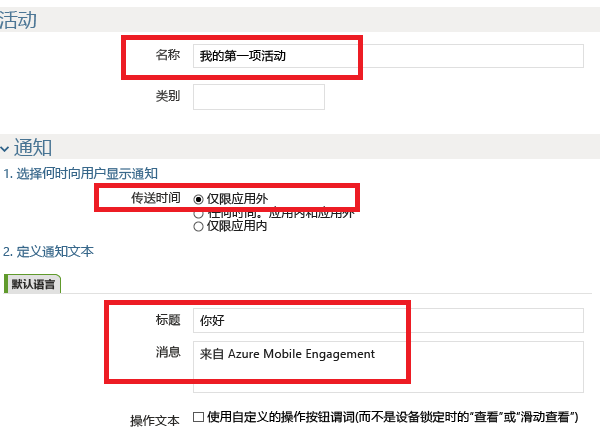 活动
名称 我的第一项活动
类别
通知
1. 选择何时向用户显示通知
传送时间 仅限应用外
任何时间。应用内和应用外
仅限应用内
2. 定义通知文本
默认语言
标题 你好
消息 来自 Azure Mobile Engagement
操作文本 使用自定义的操作按钮谓词(而不是设备锁定时的“查看”或“滑动查看”)